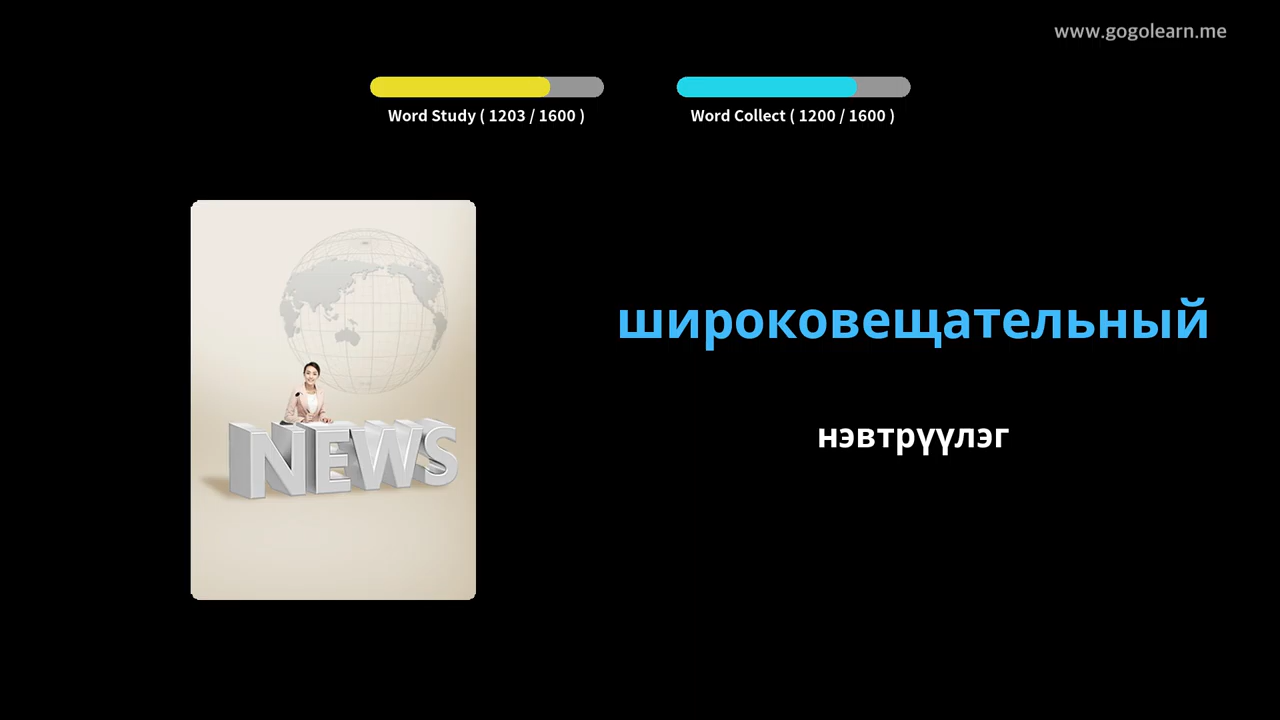 www.gogolearn.me
Word Study ( 1203 / 1600 )
Word Collect ( 1200 / 1600 )
широковещательный
нэвтрүүлэг
NEWS